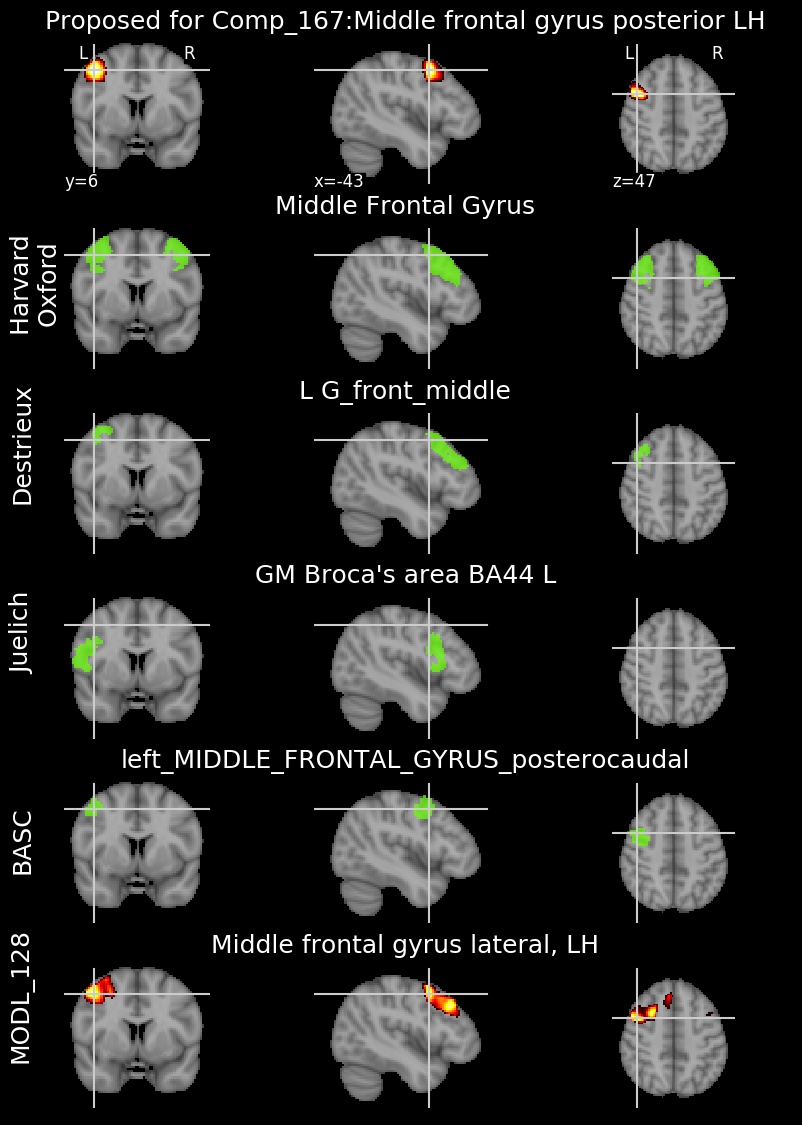 Proposed for Comp_167:Middle frontal gyrus posterior LH
L R L R
y=6 x=-43 z=47
Middle Frontal Gyrus
Harvard
Oxford
L G_front_middle
Destrieux
GM Broca's area BA44 L
Juelich
left_MIDDLE_FRONTAL_GYRUS_posterocaudal
BASC
Middle frontal gyrus lateral, LH
MODL_128